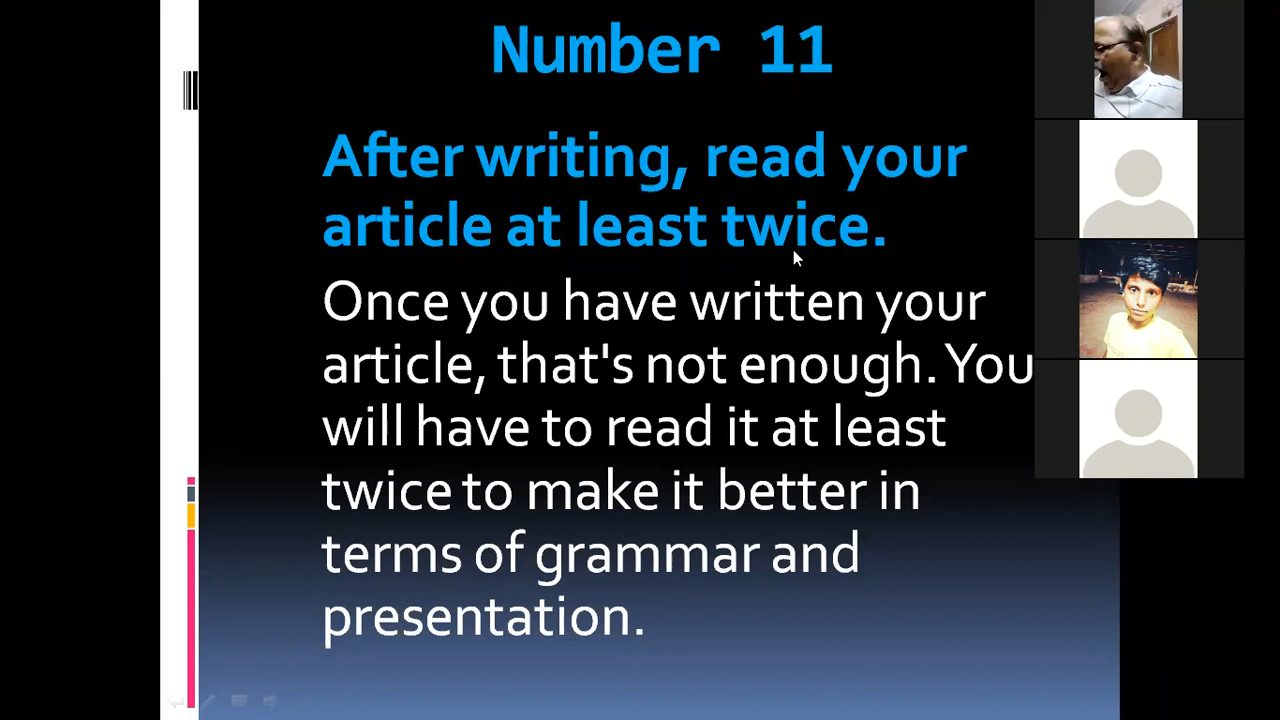 Number 11
After writing, read your
article at least twice.
Once you have written your
article, that's not enough. You
will have to read it at least
twice to make it better in
terms of grammar and
presentation.